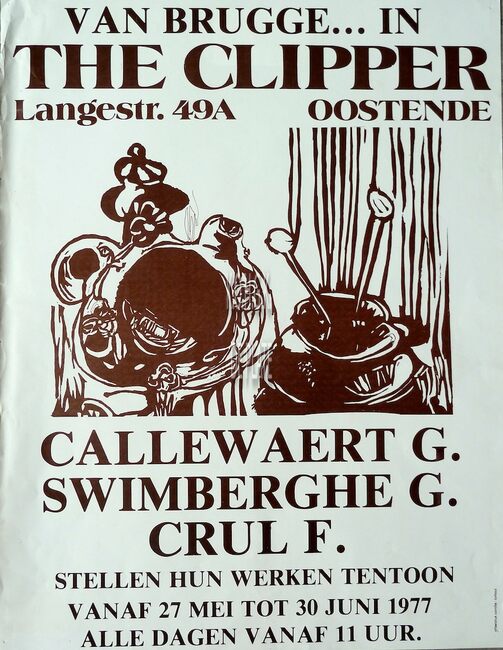 VAN BRUGGE... IN
THE CLIPPER
Langestr. 49A OOSTENDE
CALLEWAERT G.
SWIMBERGHE G.
CRUL F.
STELLEN HUN WERKEN TENTOON
VANAF 27 MEI TOT 30 JUNI 1977
ALLE DAGEN VANAF 11 UUR.